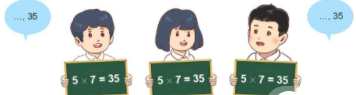 ..., 35
..., 35
5 × 7 = 35
5 × 7 = 35
5 × 7 = 35